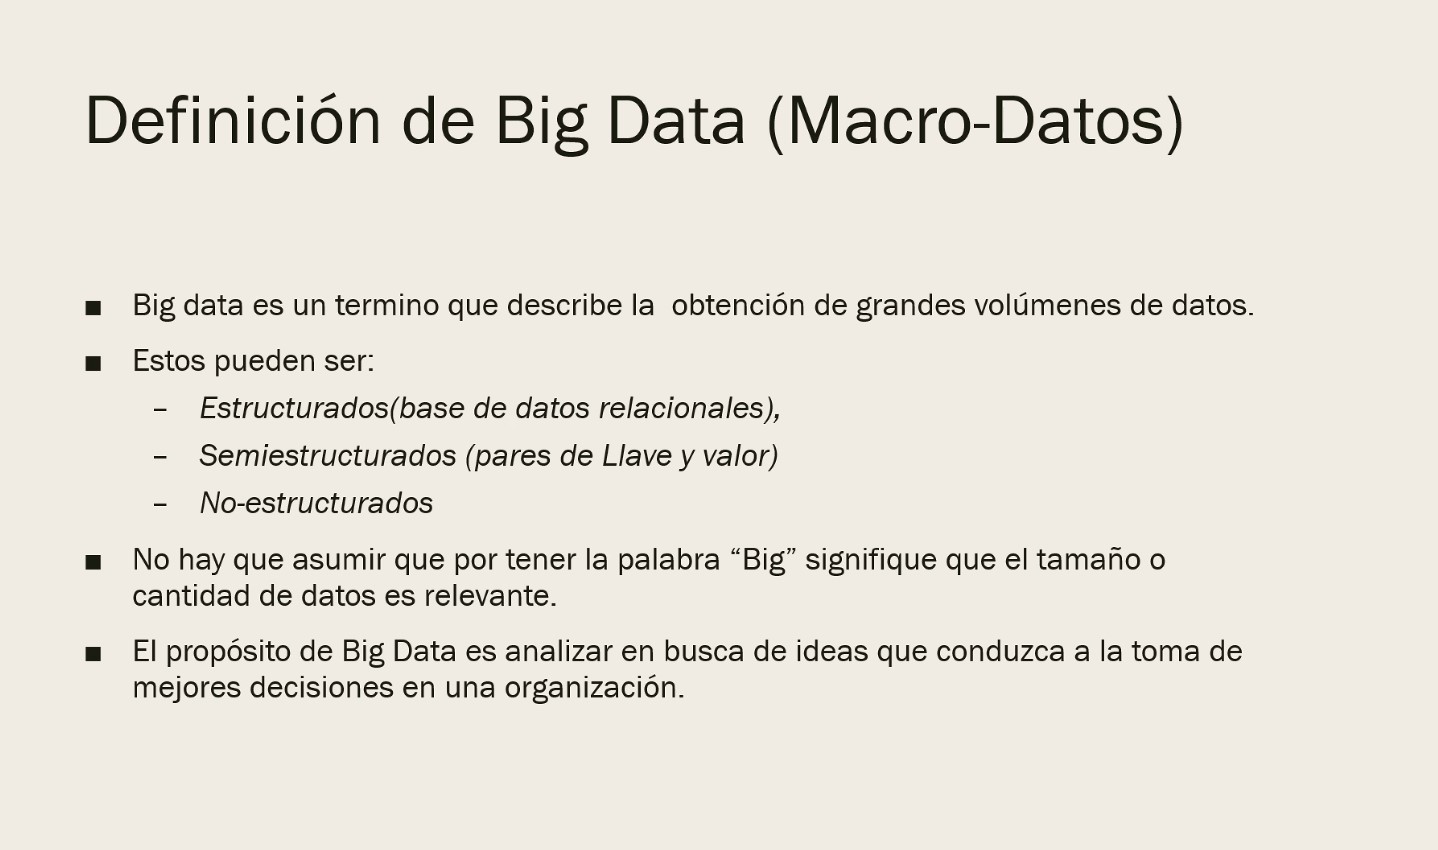 Definición de Big Data (Macro-Datos)
■ Big data es un termino que describe la  obtención de grandes volúmenes de datos.
■ Estos pueden ser:
– Estructurados(base de datos relacionales),
– Semiestructurados (pares de Llave y valor)
– No-estructurados
■ No hay que asumir que por tener la palabra “Big” signifique que el tamaño o
cantidad de datos es relevante.
■ El propósito de Big Data es analizar en busca de ideas que conduzca a la toma de
mejores decisiones en una organización.